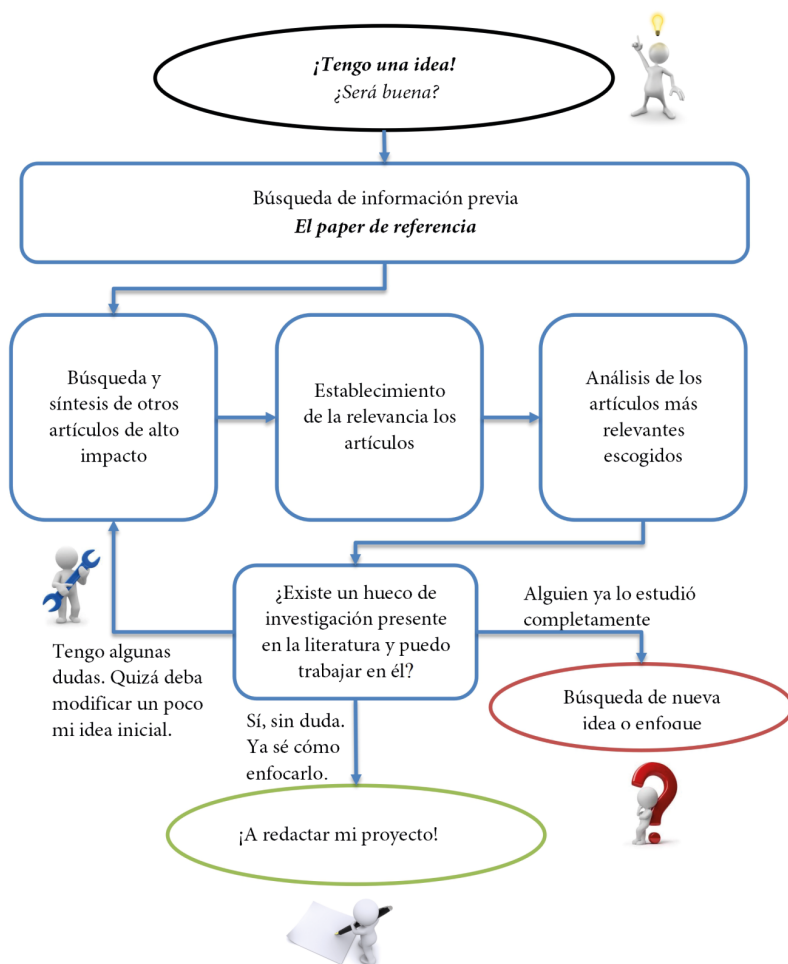 ¡Tengo una idea!
¿Será buena?
Búsqueda de información previa
El paper de referencia
Búsqueda y
síntesis de otros
artículos de alto
impacto
Establecimiento
de la relevancia los
artículos
Análisis de los
artículos más
relevantes
escogidos
¿Existe un hueco de
investigación presente
en la literatura y puedo
trabajar en él?
Alguien ya lo estudió
completamente
Tengo algunas
dudas. Quizá deba
modificar un poco
mi idea inicial.
Búsqueda de nueva
idea o enfoque
Sí, sin duda.
Ya sé cómo
enfocarlo.
¡A redactar mi proyecto!